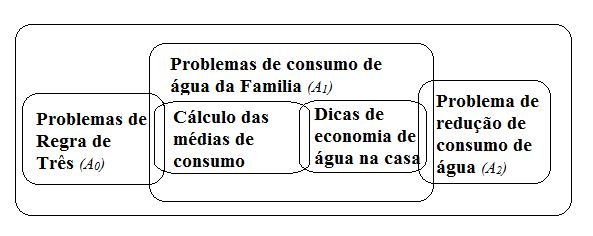 Problemas de consumo de
água da Familia (A1)
Problemas de
Regra de
Três (A0)
Cálculo das
médias de
consumo
Dicas de
economia de
água na casa
Problema de
redução de
consumo de
água (A2)